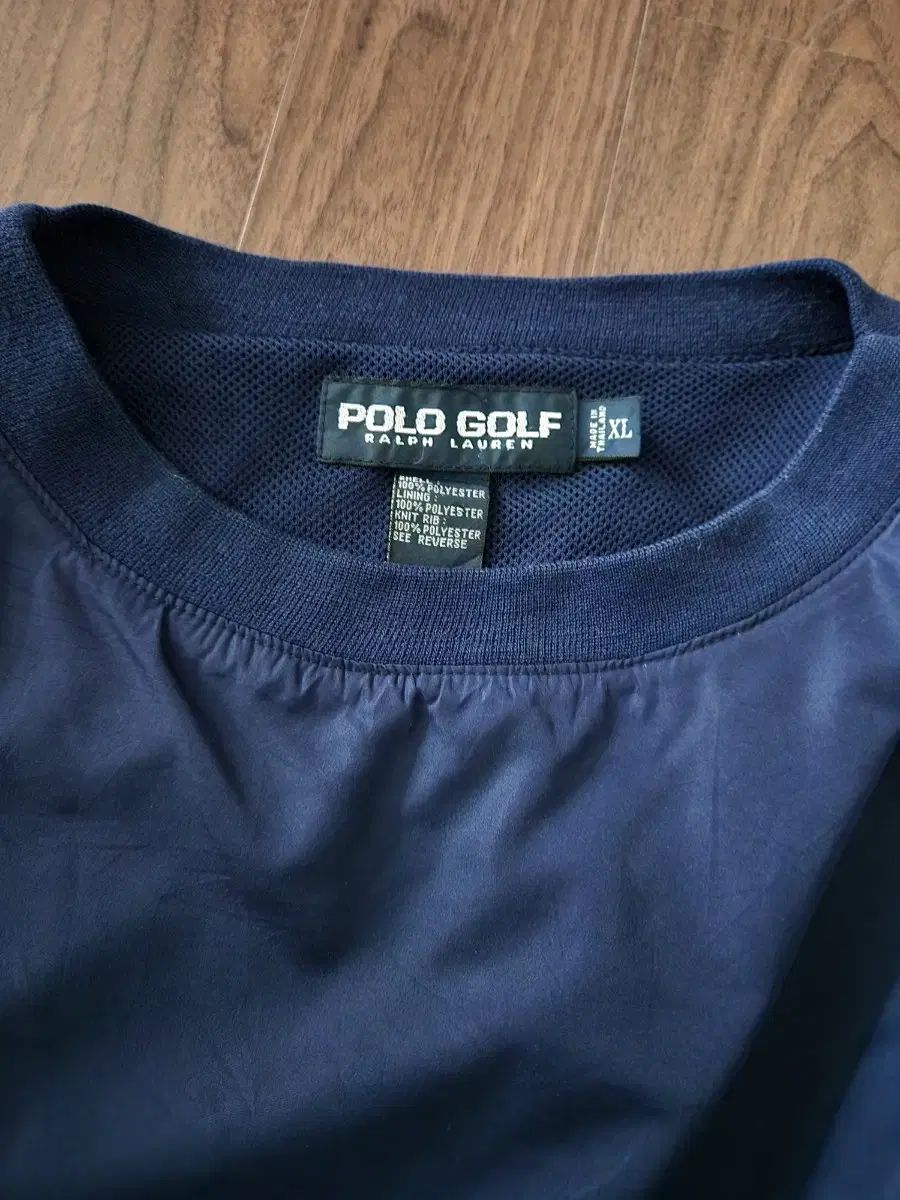 POLO GOLF
RALPH LAUREN
MADE IN
THAILAND
XL
SHELL :
100% POLYESTER
LINING :
100% POLYESTER
KNIT RIB :
100% POLYESTER
SEE REVERSE